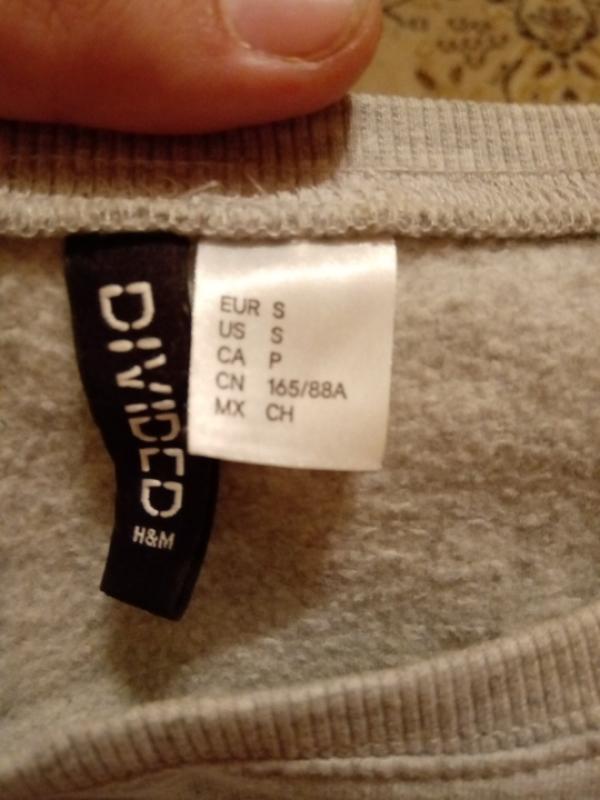 DIVIDED
H&M
EUR S
US S
CA P
CN 165/88A
MX CH